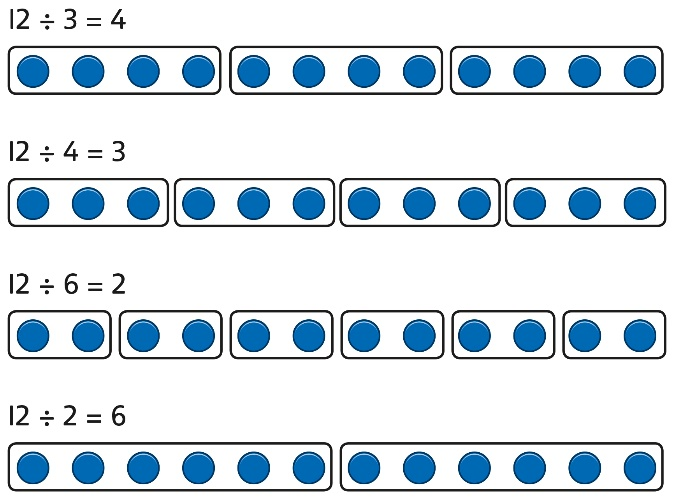 12 ÷ 3 = 4
12 ÷ 4 = 3
12 ÷ 6 = 2
12 ÷ 2 = 6